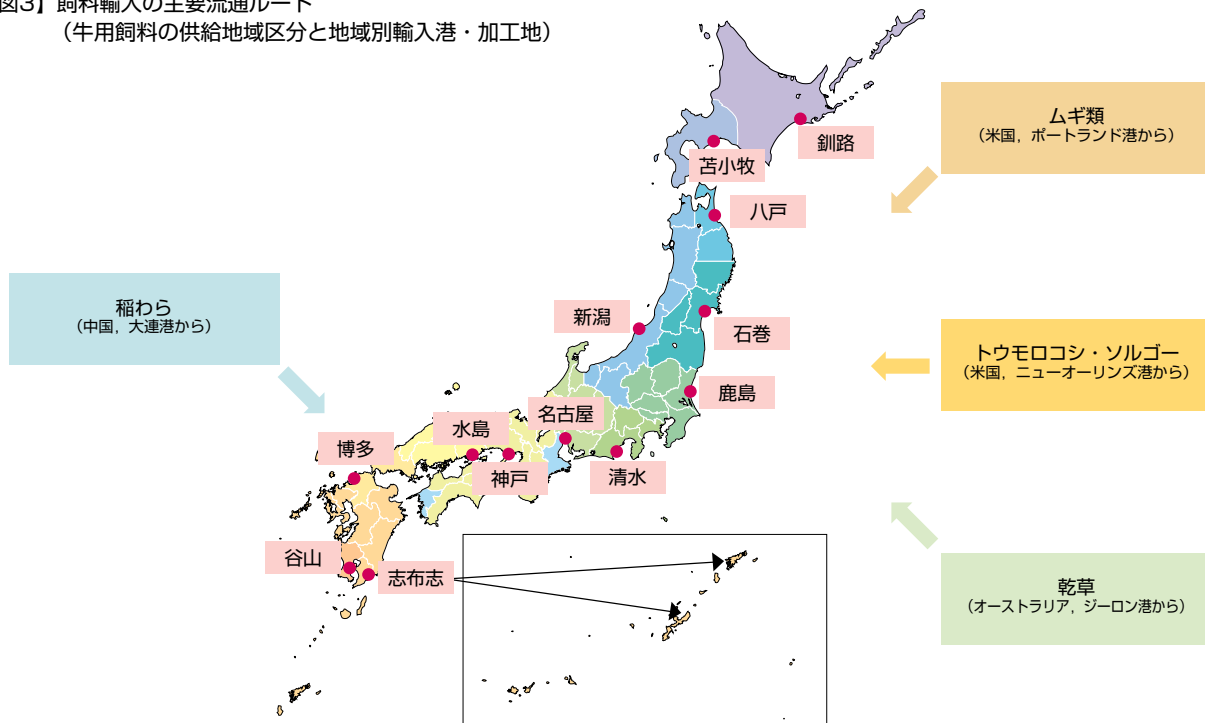 図3】飼料輸入の主要流通ルート
（牛用飼料の供給地域区分と地域別輸入港・加工地）
ムギ類
（米国，ポートランド港から）
釧路
苫小牧
八戸
稲わら
（中国，大連港から）
新潟
石巻
トウモロコシ・ソルゴー
（米国，ニューオーリンズ港から）
鹿島
名古屋
水島
博多
神戸
清水
谷山
志布志
乾草
（オーストラリア，ジーロン港から）